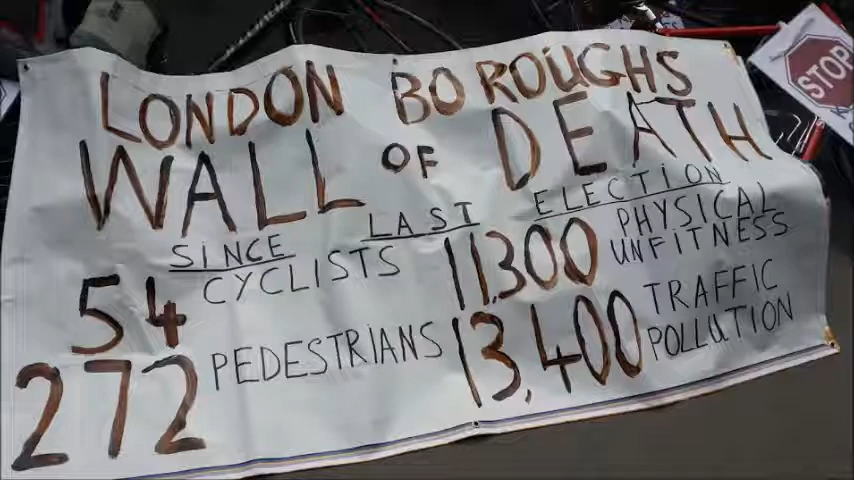 LONDON BOROUGHS
WALL OF DEATH
SINCE LAST ELECTION
54 CYCLISTS
11,300 PHYSICAL UNFITNESS
272 PEDESTRIANS
13,400 TRAFFIC POLLUTION
STOP